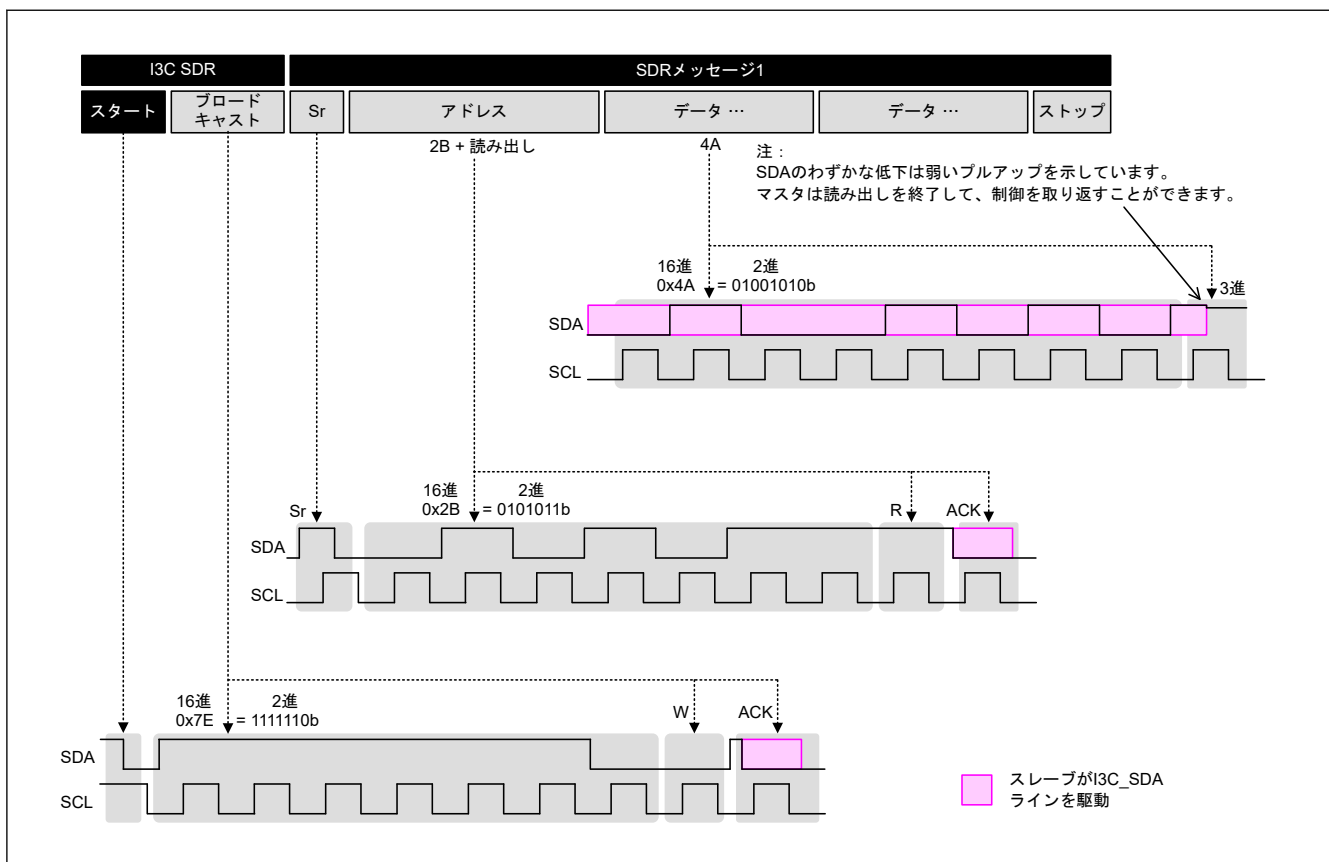 I3C SDR
SDRメッセージ1
スタート
ブロード
キャスト
Sr
アドレス
データ …
データ …
ストップ
2B + 読み出し
4A
注：
SDAのわずかな低下は弱いプルアップを示しています。
マスタは読み出しを終了して、制御を取り返すことができます。
16進
2進
0x4A = 01001010b
3進
SDA
SCL
16進
2進
Sr
0x2B = 0101011b
R
ACK
SDA
SCL
16進
2進
0x7E = 1111110b
W
ACK
SDA
SCL
スレーブがI3C_SDA
ラインを駆動